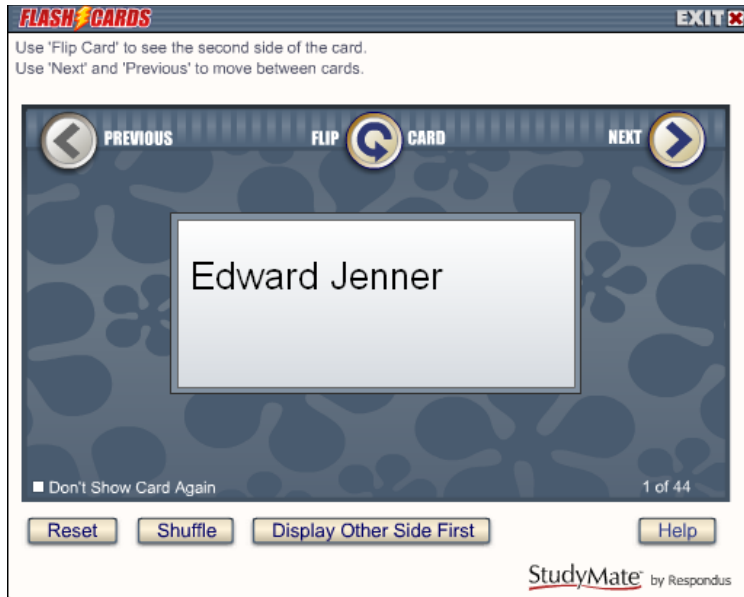 FLASH CARDS
EXIT
Use 'Flip Card' to see the second side of the card.
Use 'Next' and 'Previous' to move between cards.
PREVIOUS
FLIP CARD
NEXT
Edward Jenner
Don't Show Card Again
1 of 44
Reset
Shuffle
Display Other Side First
Help
StudyMate by Respondus